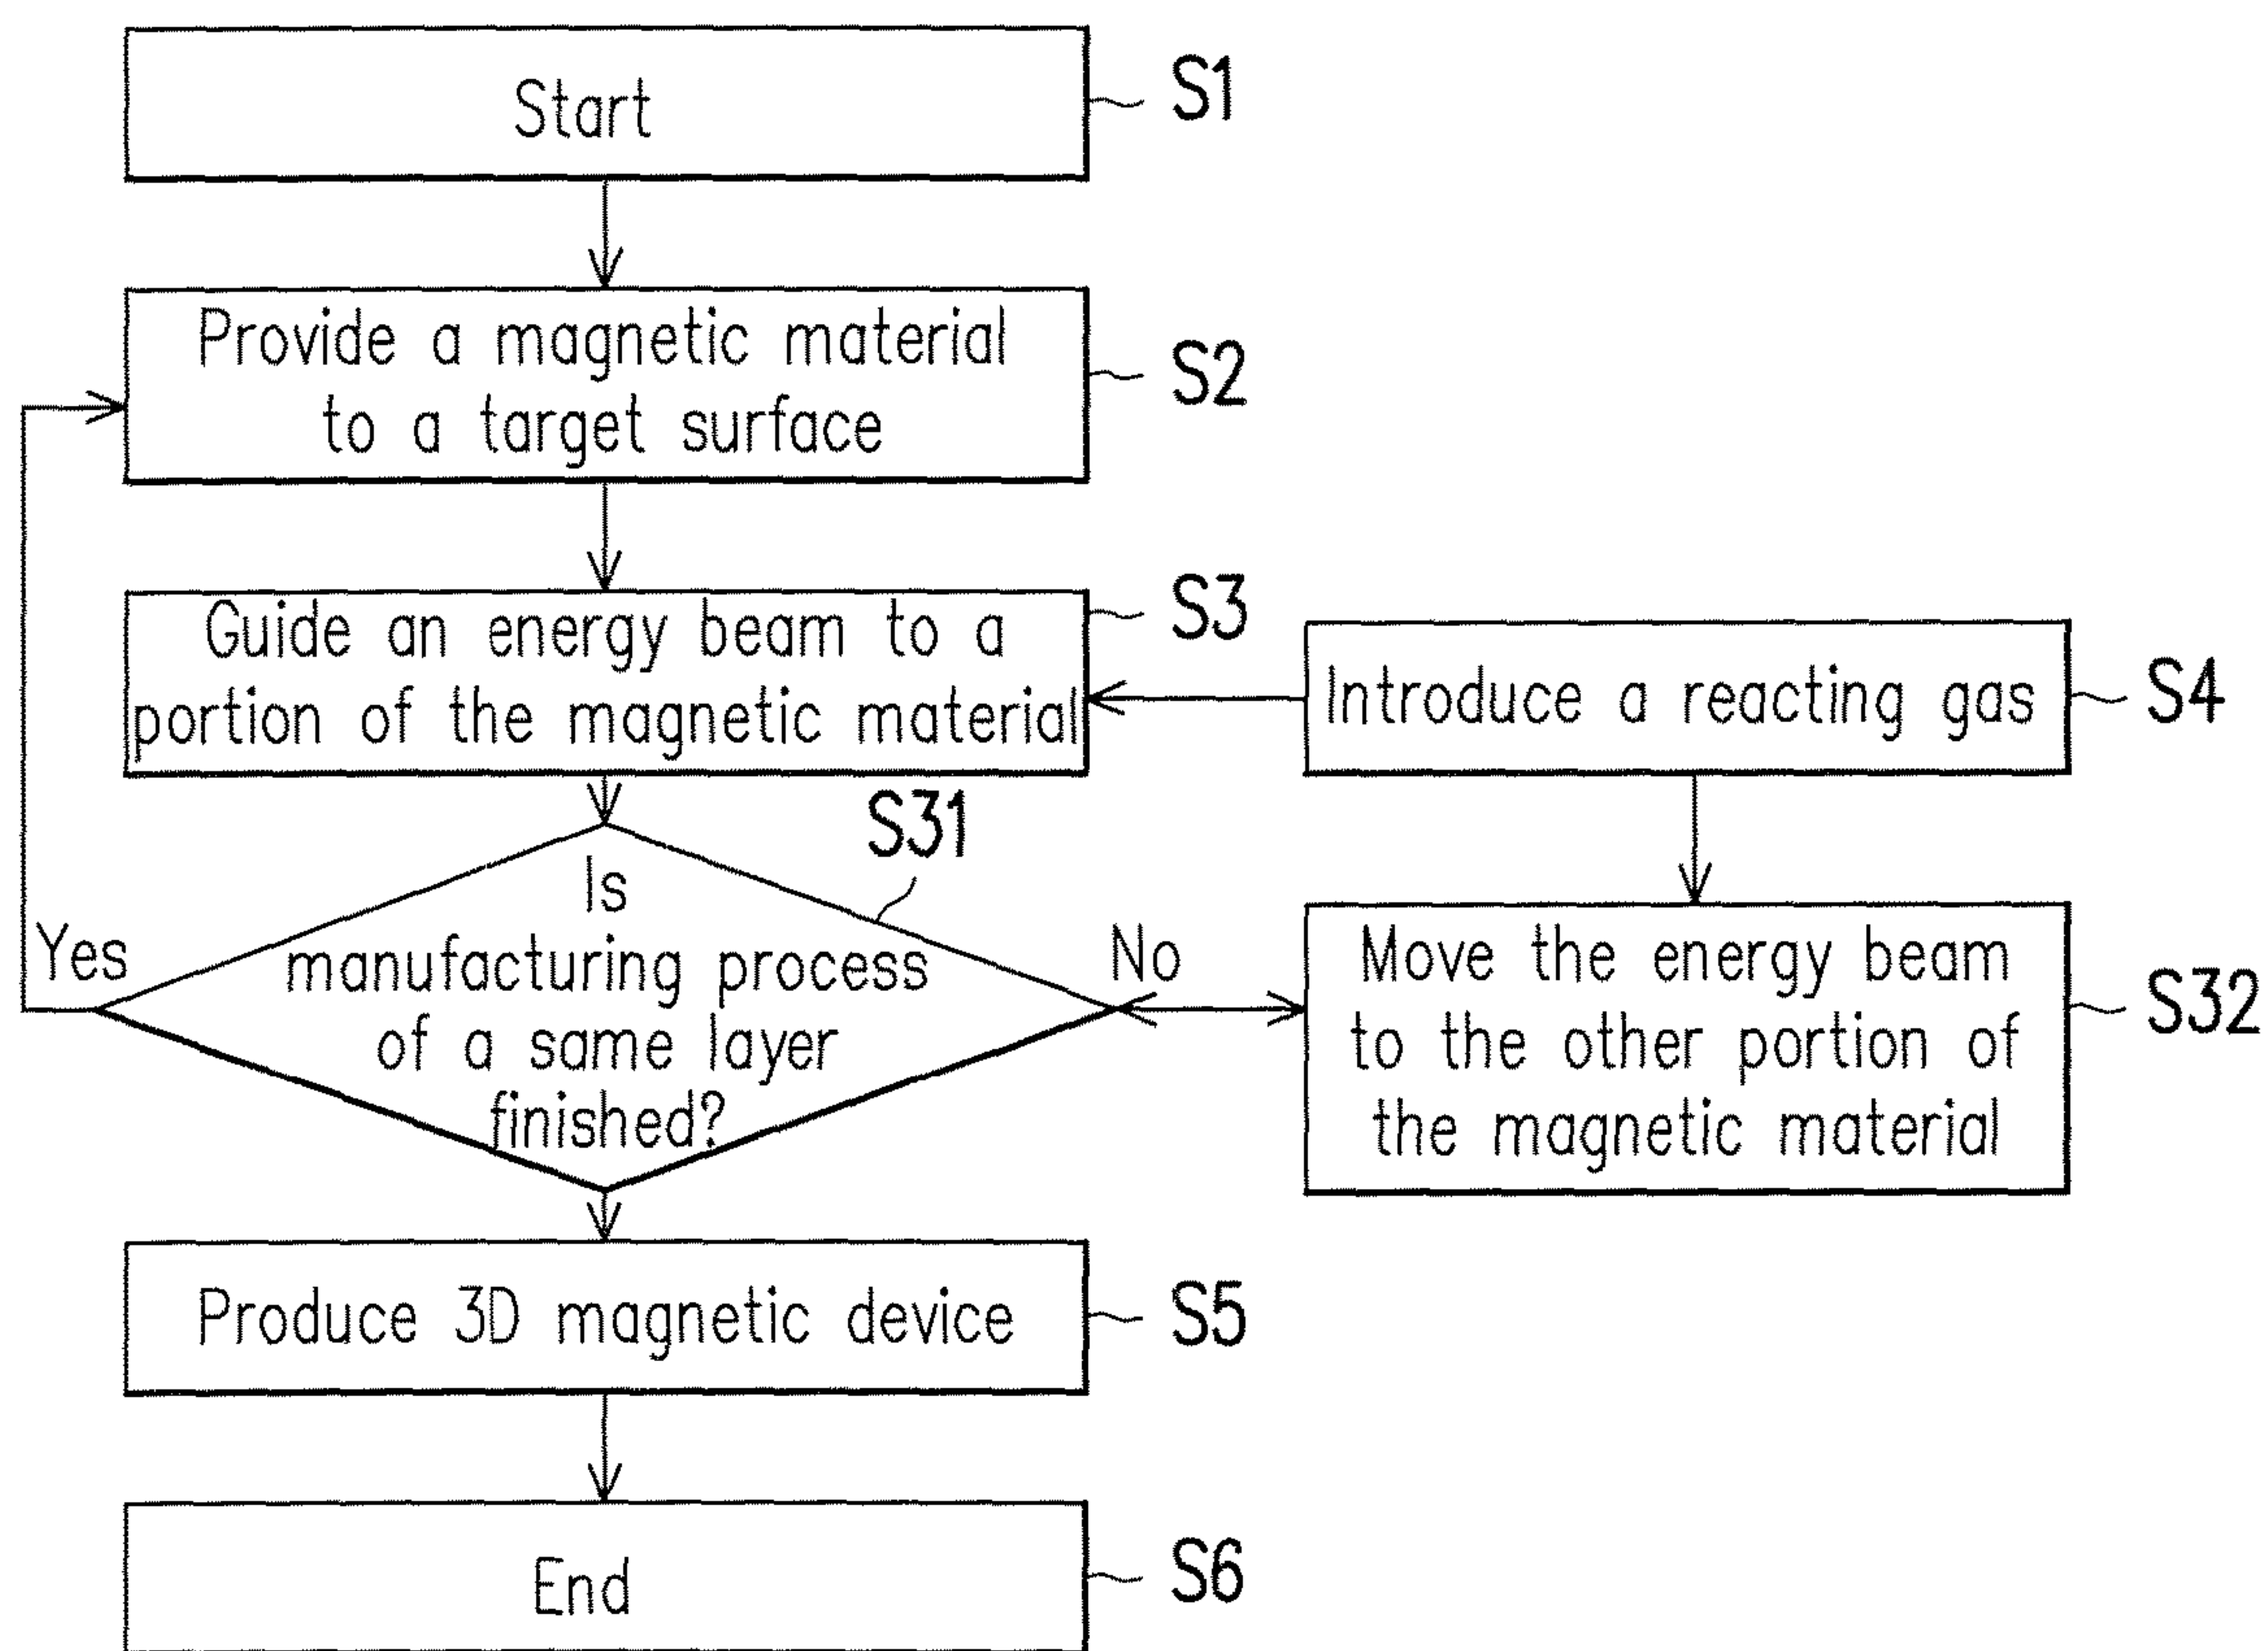 Start
S1
Provide a magnetic material
to a target surface
S2
Guide an energy beam to a
portion of the magnetic material
S3
Introduce a reacting gas
S4
S31
Is
manufacturing process
of a same layer
finished?
Yes
No
Move the energy beam
to the other portion of
the magnetic material
S32
Produce 3D magnetic device
S5
End
S6